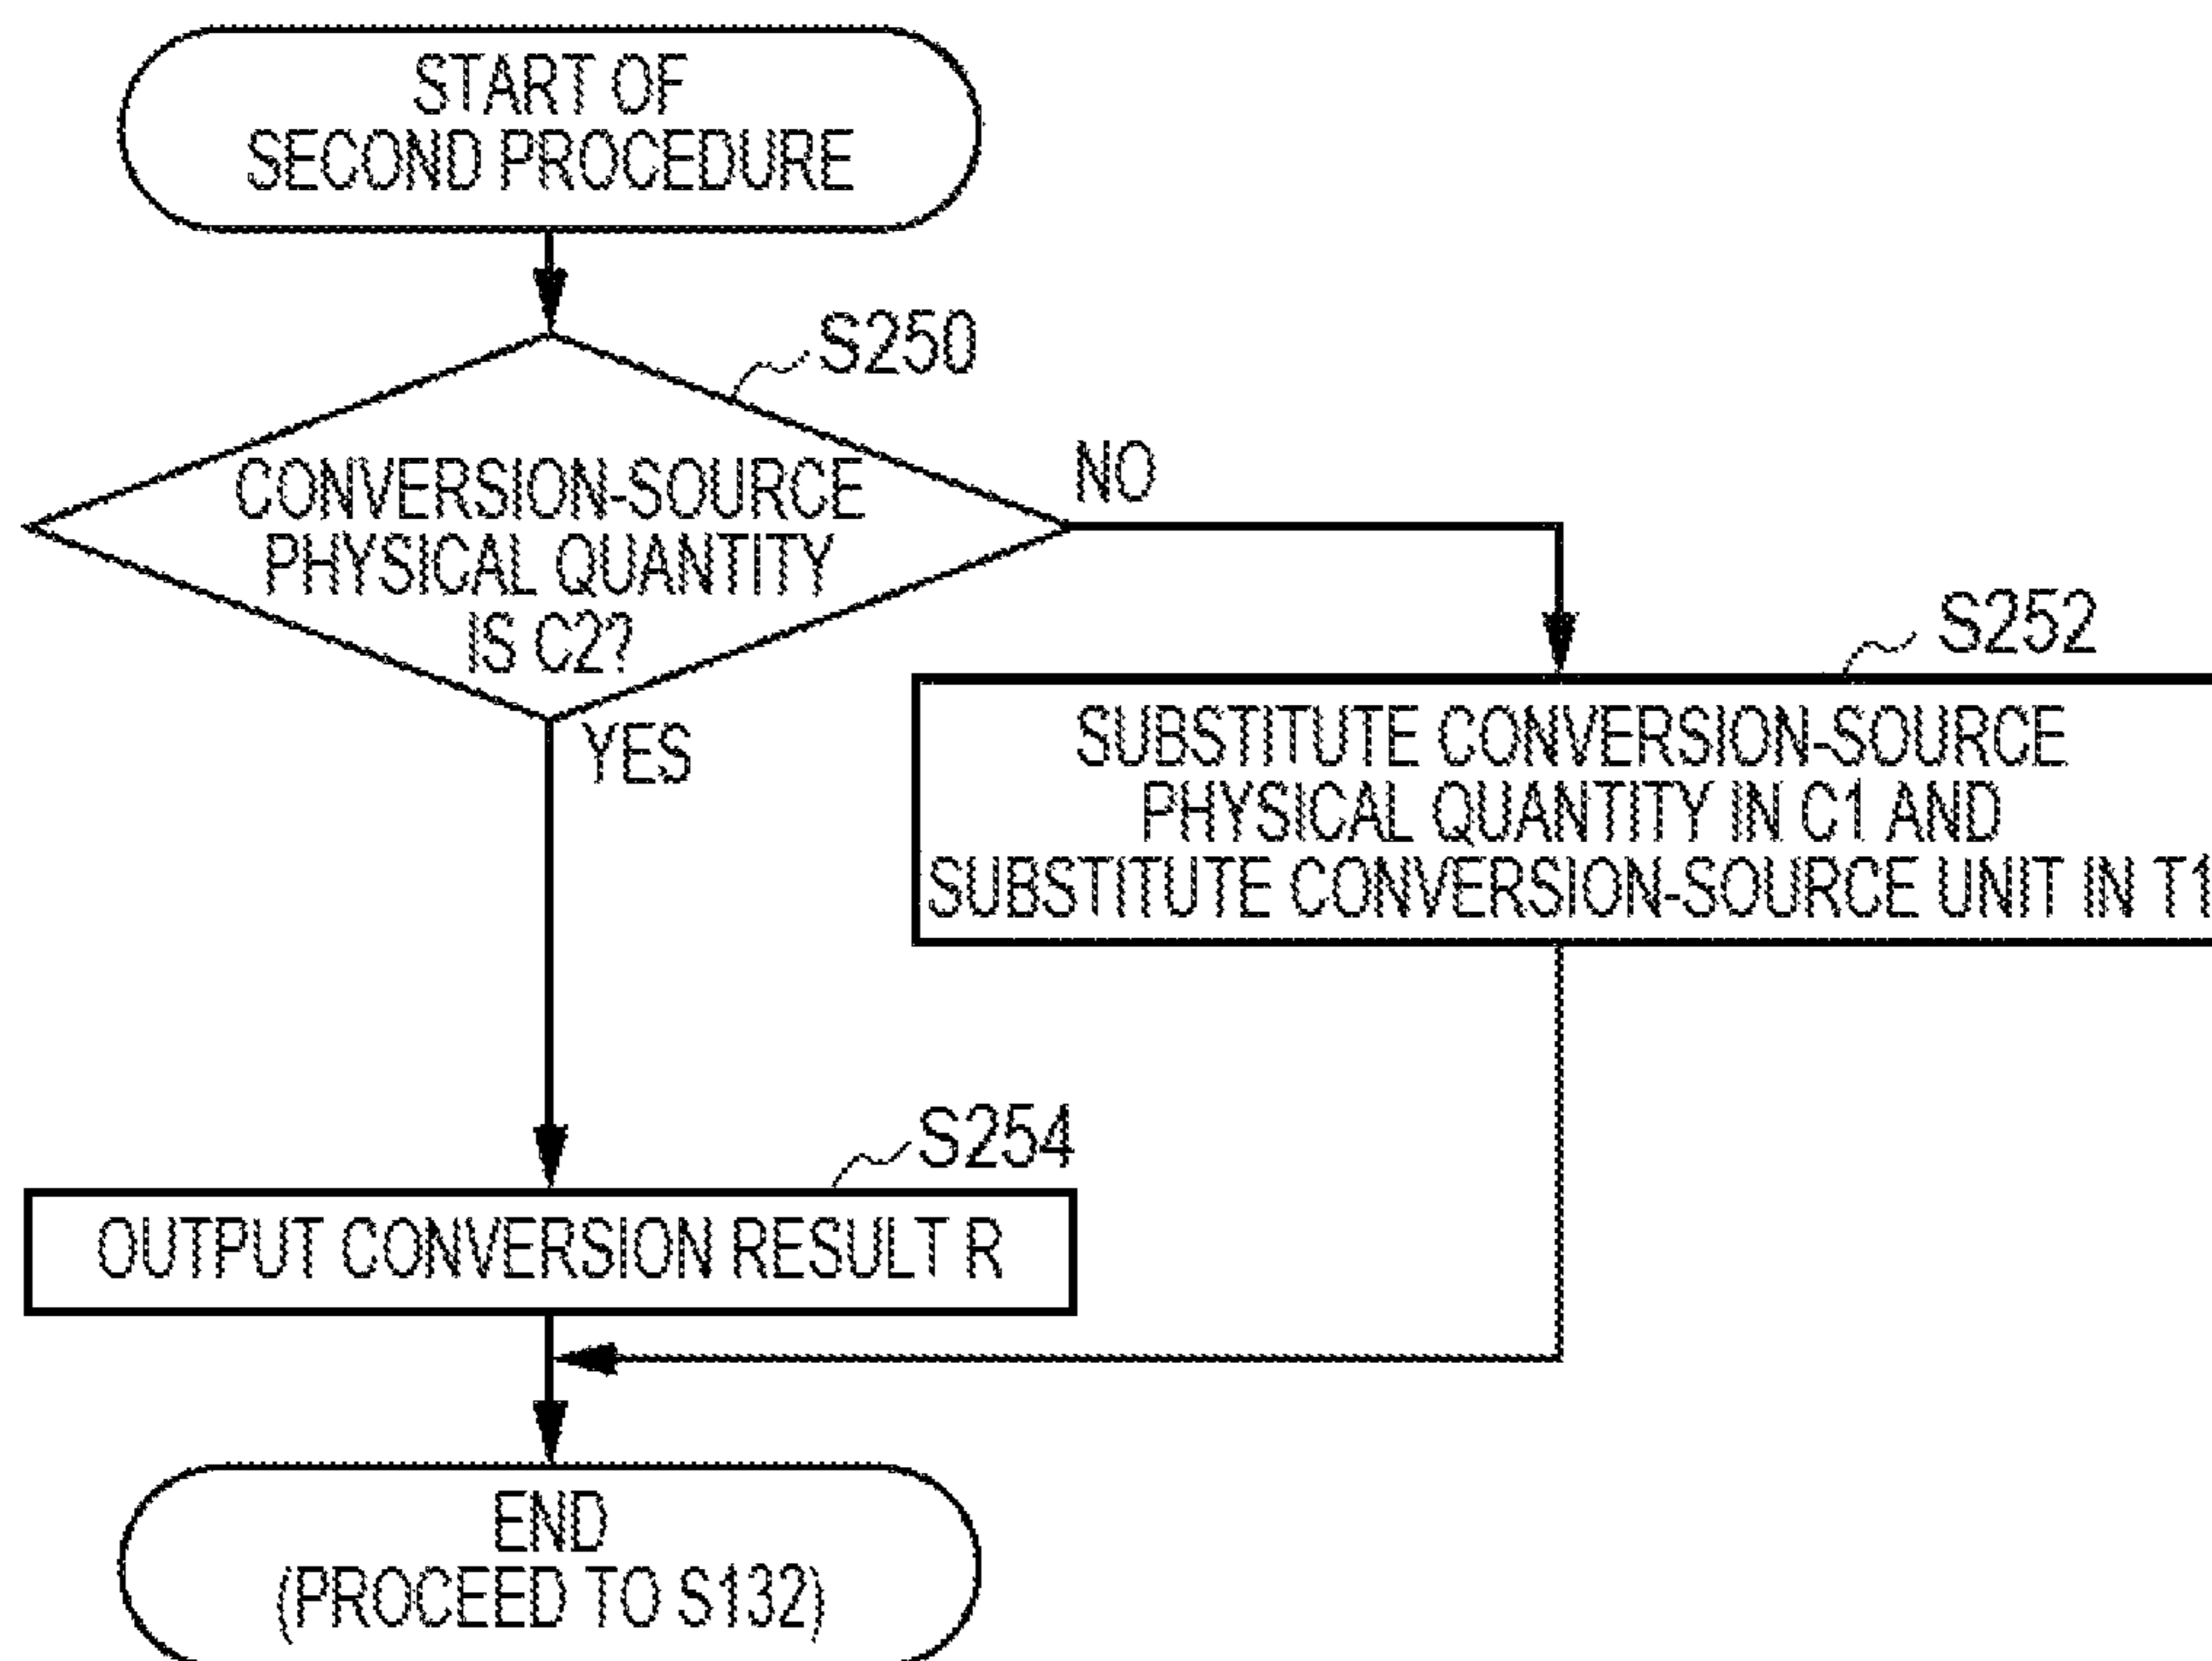 START OF
SECOND PROCEDURE
S250
CONVERSION-SOURCE
PHYSICAL QUANTITY
IS C2?
NO
YES
S252
SUBSTITUTE CONVERSION-SOURCE
PHYSICAL QUANTITY IN C1 AND
SUBSTITUTE CONVERSION-SOURCE UNIT IN T1
S254
OUTPUT CONVERSION RESULT R
END
(PROCEED TO S132)